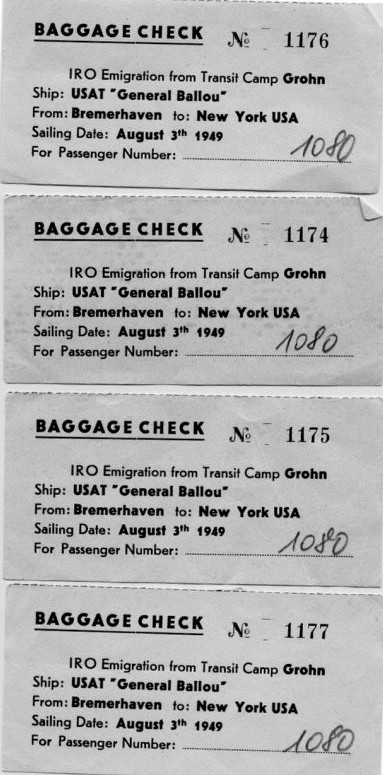 BAGGAGE CHECK № 1176
IRO Emigration from Transit Camp Grohn
Ship: USAT "General Ballou"
From: Bremerhaven to: New York USA
Sailing Date: August 3th 1949
For Passenger Number: 1080
BAGGAGE CHECK № 1174
IRO Emigration from Transit Camp Grohn
Ship: USAT "General Ballou"
From: Bremerhaven to: New York USA
Sailing Date: August 3th 1949
For Passenger Number: 1080
BAGGAGE CHECK № 1175
IRO Emigration from Transit Camp Grohn
Ship: USAT "General Ballou"
From: Bremerhaven to: New York USA
Sailing Date: August 3th 1949
For Passenger Number: 1080
BAGGAGE CHECK № 1177
IRO Emigration from Transit Camp Grohn
Ship: USAT "General Ballou"
From: Bremerhaven to: New York USA
Sailing Date: August 3th 1949
For Passenger Number: 1080